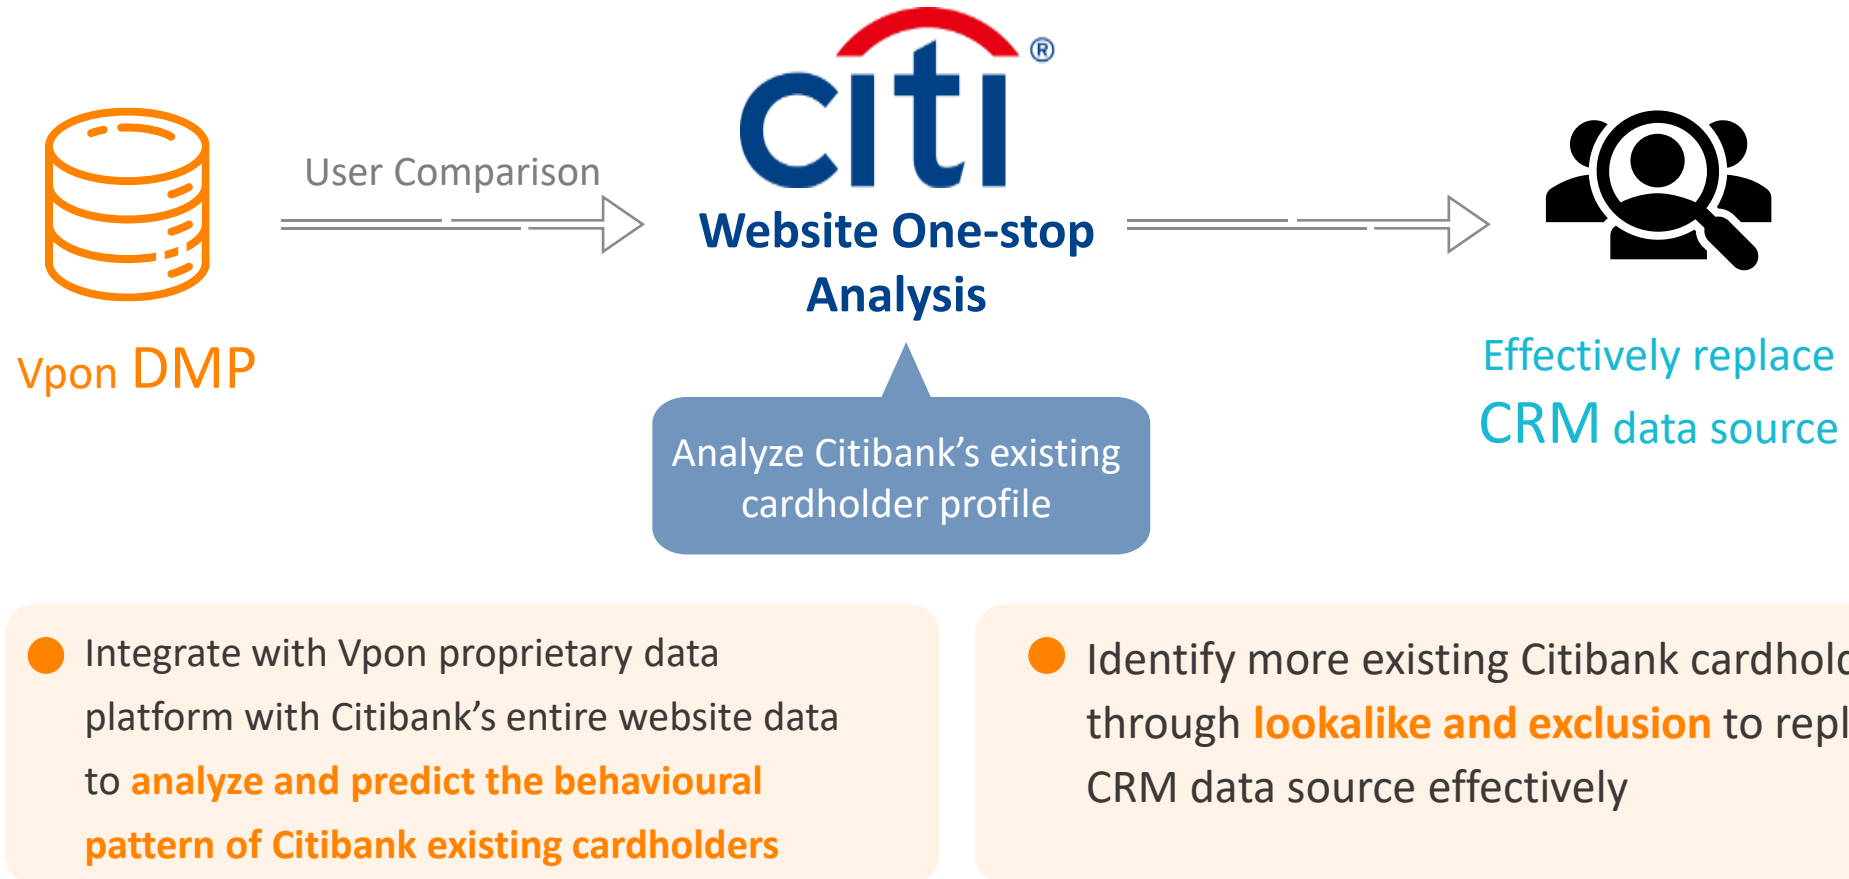 citi®
User Comparison
Website One-stop
Analysis
Vpon DMP
Effectively replace
CRM data source
Analyze Citibank’s existing
cardholder profile
Integrate with Vpon proprietary data
platform with Citibank’s entire website data
to analyze and predict the behavioural
pattern of Citibank existing cardholders
Identify more existing Citibank
through lookalike and exclusion to
CRM data source effectively